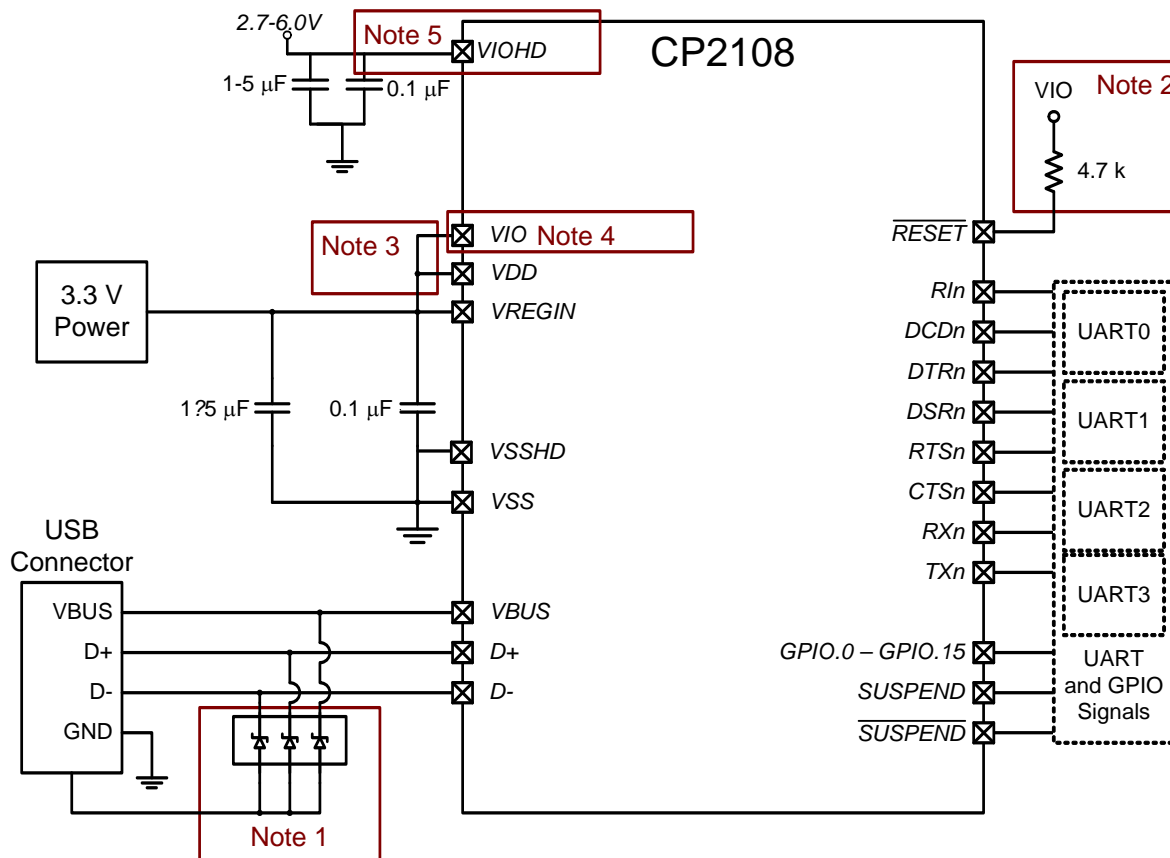 2.7-6.0V
Note 5
VIOHD
CP2108
1-5 μF
0.1 μF
VIO
Note 2
4.7 k
Note 3
VIO
Note 4
RESET
VDD
3.3 V
Power
VREGIN
RIn
UART0
DCDn
DTRn
1?5 μF
0.1 μF
DSRn
UART1
VSSHD
RTSn
VSS
CTSn
UART2
RXn
USB
Connector
TXn
UART3
VBUS
VBUS
D+
D+
GPIO.0 – GPIO.15
UART
and GPIO
Signals
D-
D-
SUSPEND
GND
SUSPEND
Note 1